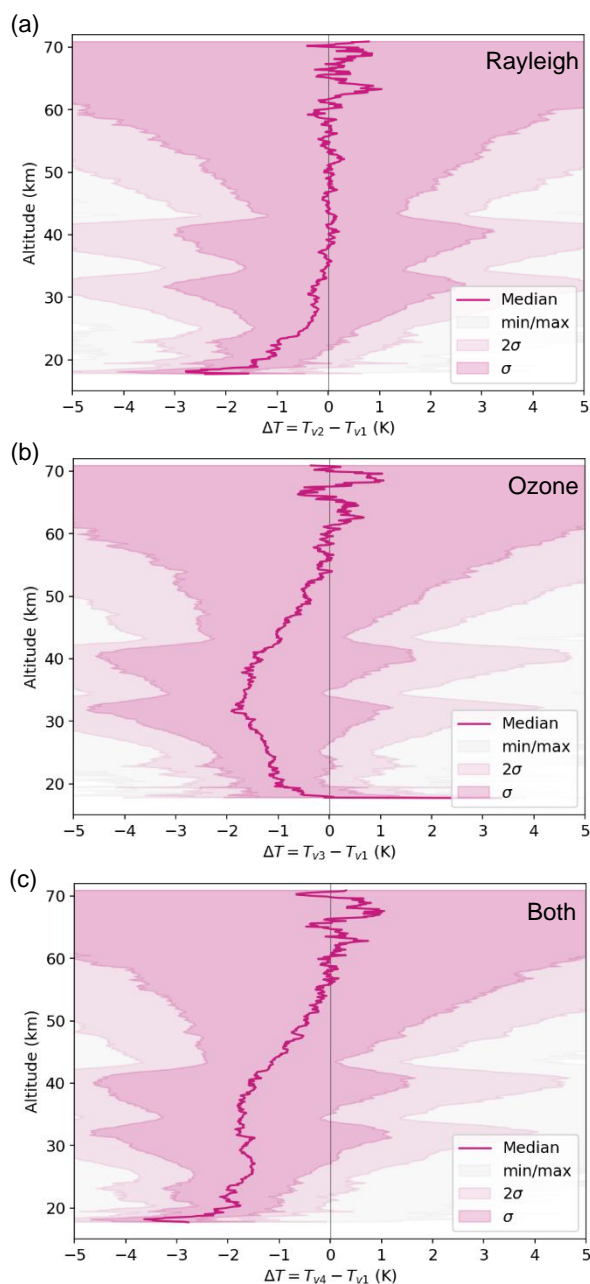 (a)
Rayleigh
Altitude (km)
70
60
50
40
30
20
Median
min/max
2σ
σ
−5 −4 −3 −2 −1 0 1 2 3 4 5
ΔT = Tv2 − Tv1 (K)
(b)
Ozone
Altitude (km)
70
60
50
40
30
20
Median
min/max
2σ
σ
−5 −4 −3 −2 −1 0 1 2 3 4 5
ΔT = Tv3 − Tv1 (K)
(c)
Both
Altitude (km)
70
60
50
40
30
20
Median
min/max
2σ
σ
−5 −4 −3 −2 −1 0 1 2 3 4 5
ΔT = Tv4 − Tv1 (K)